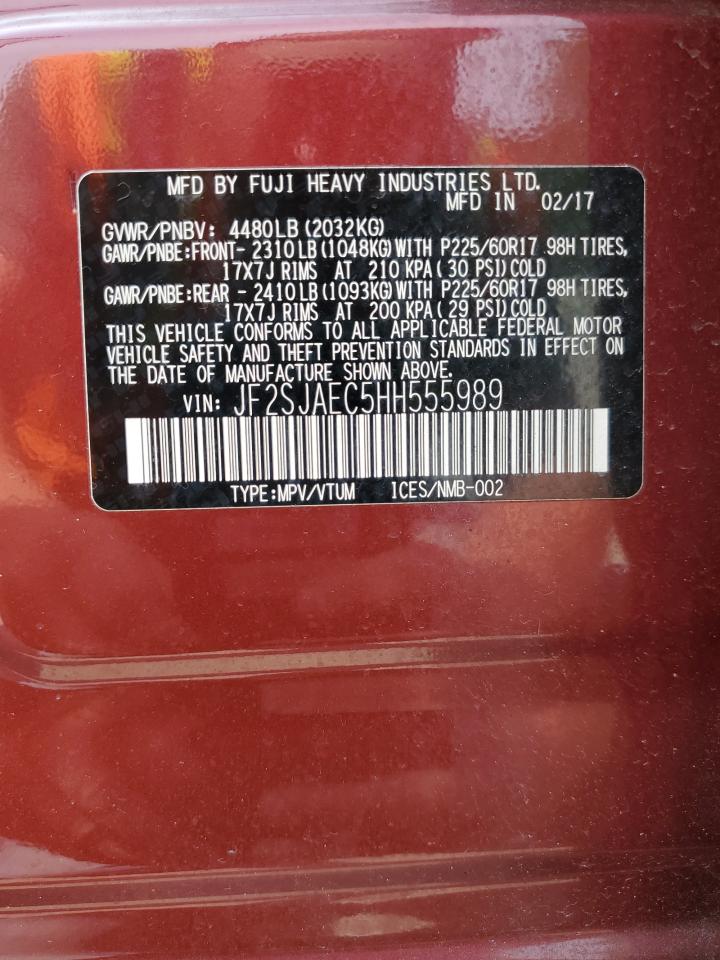 MFD BY FUJI HEAVY INDUSTRIES LTD.
MFD IN 02/17
GVWR/PNBV: 4480LB (2032KG)
GAWR/PNBE:FRONT- 2310LB (1048KG) WITH P225/60R17 98H TIRES,
17X7J RIMS AT 210 KPA ( 30 PSI) COLD
GAWR/PNBE:REAR - 2410LB (1093KG) WITH P225/60R17 98H TIRES,
17X7J RIMS AT 200 KPA ( 29 PSI) COLD
THIS VEHICLE CONFORMS TO ALL APPLICABLE FEDERAL MOTOR
VEHICLE SAFETY AND THEFT PREVENTION STANDARDS IN EFFECT ON
THE DATE OF MANUFACTURE SHOWN ABOVE.
VIN: JF2SJAEC5HH555989
TYPE:MPV/VTUM ICES/NMB-002